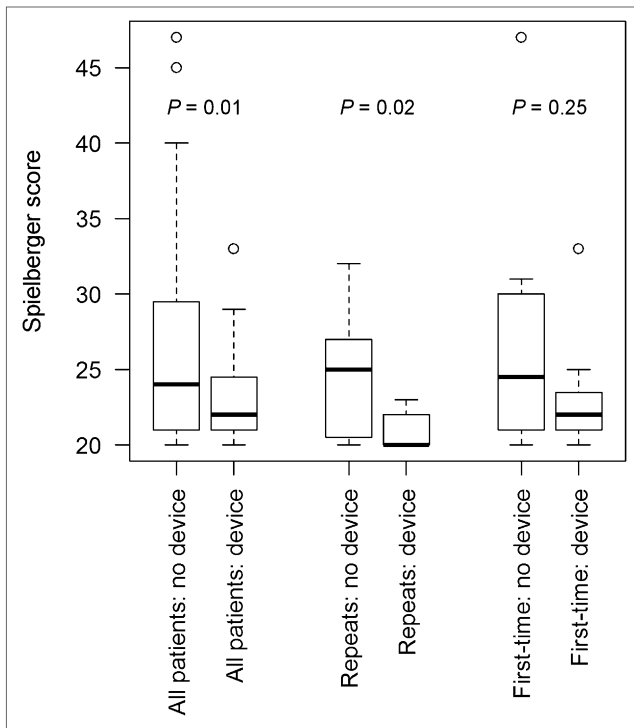 Spielberger score
45
40
35
30
25
20
P = 0.01
P = 0.02
P = 0.25
All patients: no device
All patients: device
Repeats: no device
Repeats: device
First-time: no device
First-time: device